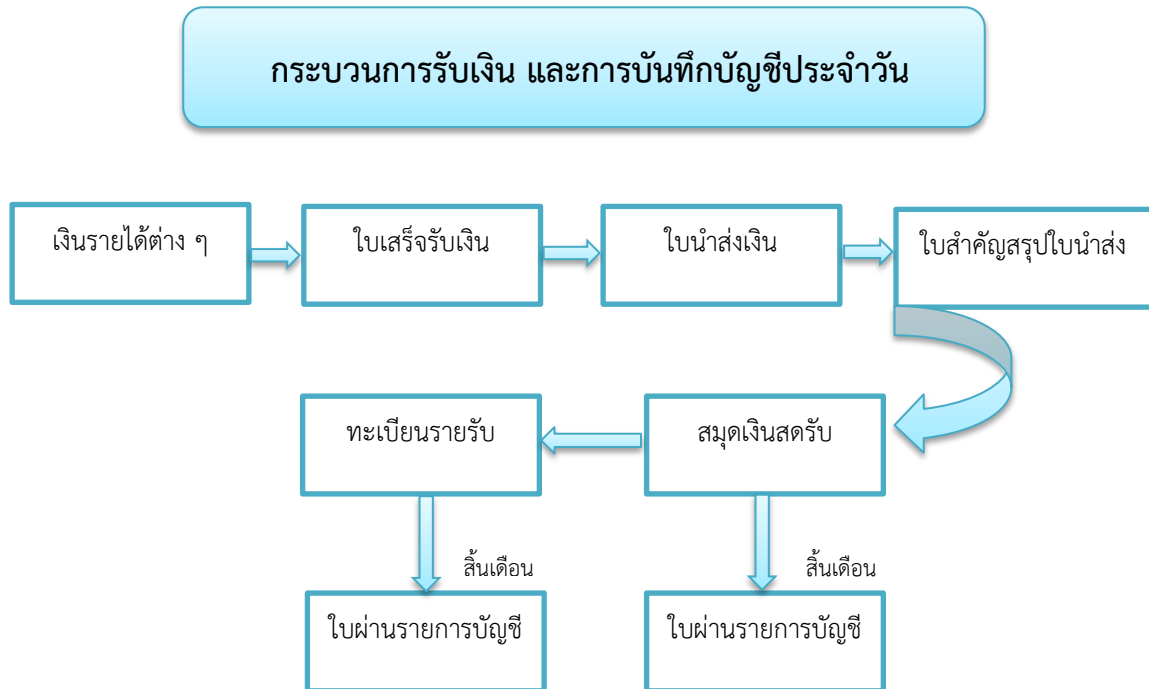 กระบวนการรับเงิน และการบันทึกบัญชีประจำวัน
เงินรายได้ต่าง ๆ
ใบเสร็จรับเงิน
ใบนำส่งเงิน
ใบสำคัญสรุปใบนำส่ง
ทะเบียนรายรับ
สมุดเงินสดรับ
สิ้นเดือน
สิ้นเดือน
ใบผ่านรายการบัญชี
ใบผ่านรายการบัญชี